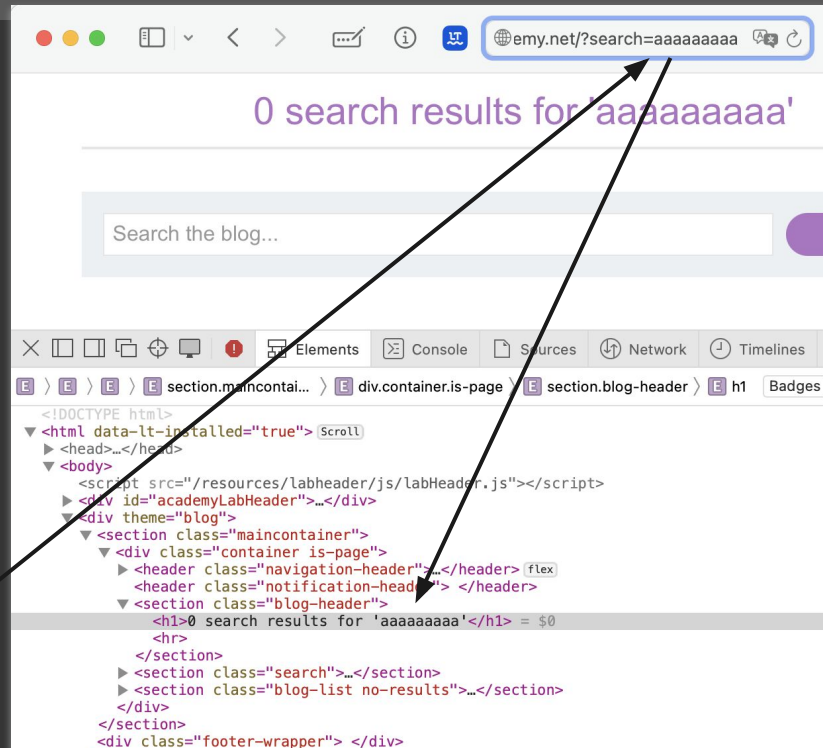 emy.net/?search=aaaaaaaaa
0 search results for 'aaaaaaaaa'
Search the blog...
Elements Console Sources Network Timelines
E 〉 E 〉 E 〉 E section.maincontai... 〉 E div.container.is-page 〉 E section.blog-header 〉 E h1 Badges
<!DOCTYPE html>
▼ <html data-lt-installed="true"> Scroll
▶ <head>…</head>
▼ <body>
<script src="/resources/labheader/js/labHeader.js"></script>
▶ <div id="academyLabHeader">…</div>
▼ <div theme="blog">
▼ <section class="maincontainer">
▼ <div class="container is-page">
▶ <header class="navigation-header">…</header> flex
<header class="notification-header"> </header>
▼ <section class="blog-header">
<h1>0 search results for 'aaaaaaaaa'</h1> = $0
<hr>
</section>
▶ <section class="search">…</section>
▶ <section class="blog-list no-results">…</section>
</div>
</section>
<div class="footer-wrapper"> </div>